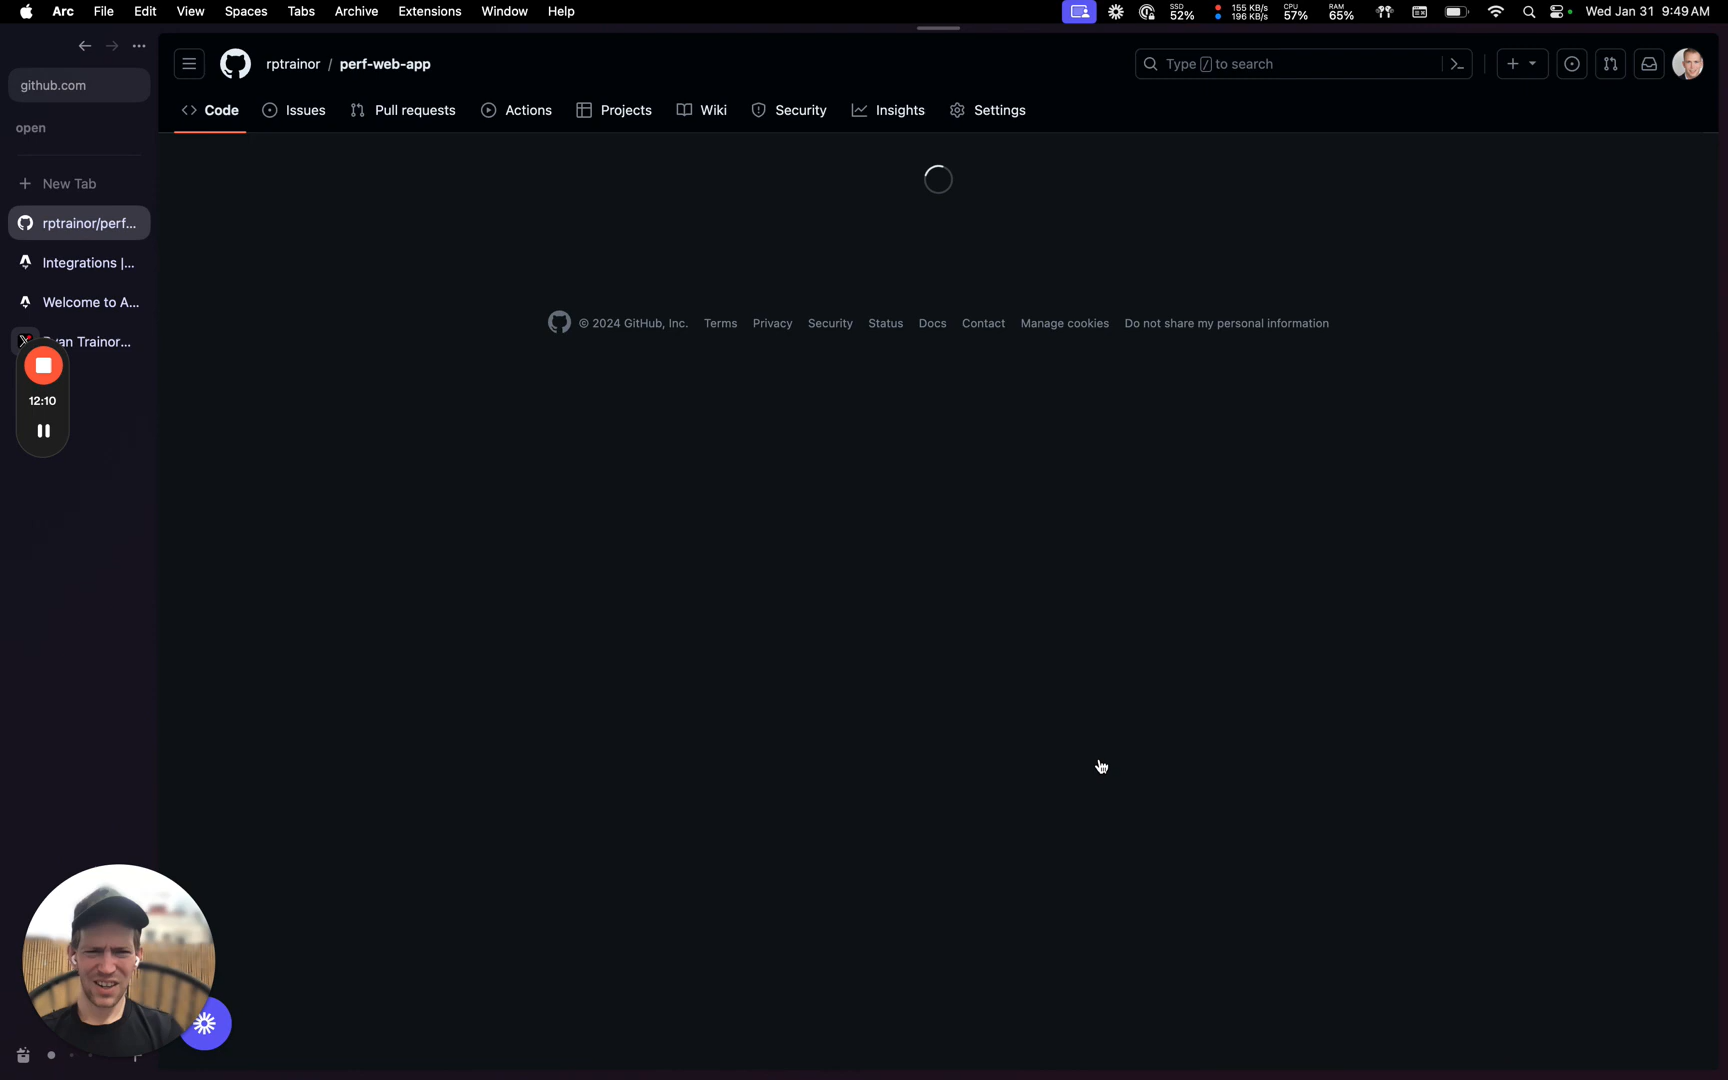 Arc File Edit View Spaces Tabs Archive Extensions Window Help
SSD 52%
155 KB/s
196 KB/s
CPU 57%
RAM 65%
Wed Jan 31 9:49 AM
github.com
open
New Tab
rptrainor/perf...
Integrations |...
Welcome to A...
an Trainor...
12:10
rptrainor / perf-web-app
Type / to search
Code Issues Pull requests Actions Projects Wiki Security Insights Settings
© 2024 GitHub, Inc. Terms Privacy Security Status Docs Contact Manage cookies Do not share my personal information